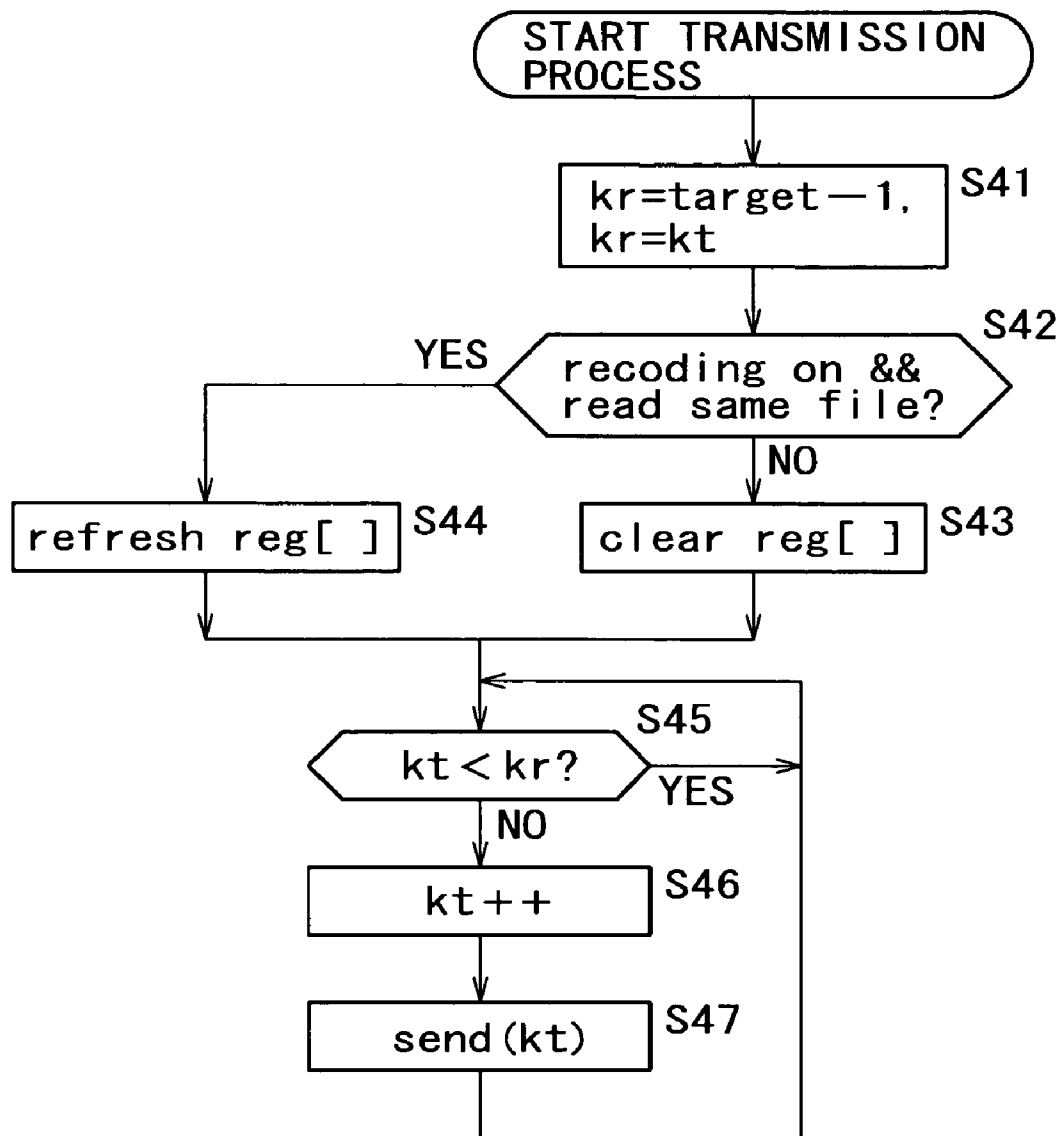 START TRANSMISSION
PROCESS
kr=target-1,
kr=kt
S41
S42
YES
recoding on &&
read same file?
NO
refresh reg[ ]
S44
clear reg[ ]
S43
S45
kt<kr?
YES
NO
kt++
S46
send(kt)
S47